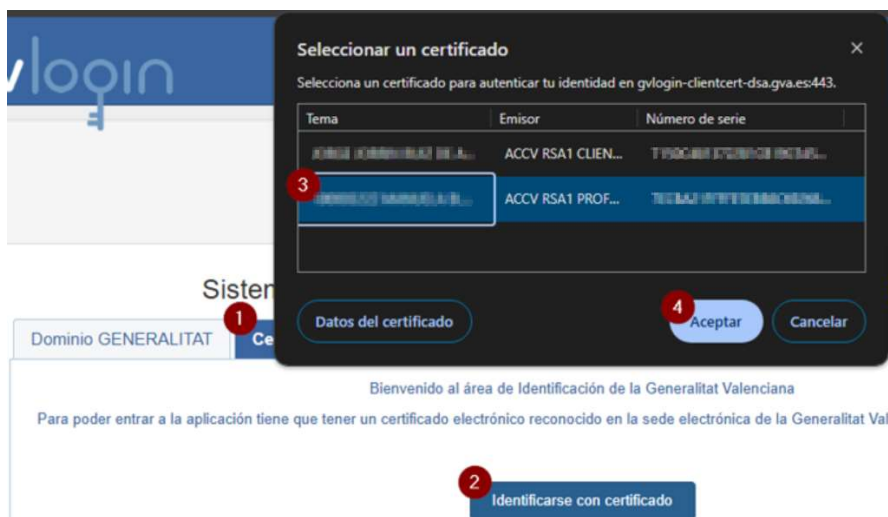 vlogin
Seleccionar un certificado
Selecciona un certificado para autenticar tu identidad en gvlogin-clientcert-dsa.gva.es:443.
Tema Emisor Número de serie
ACCV RSA1 CLIEN...
3
ACCV RSA1 PROF...
Datos del certificado
4
Aceptar
Cancelar
Sisten
1
Dominio GENERALITAT
Ce
Bienvenido al área de Identificación de la Generalitat Valenciana
Para poder entrar a la aplicación tiene que tener un certificado electrónico reconocido en la sede electrónica de la Generalitat Val
2
Identificarse con certificado